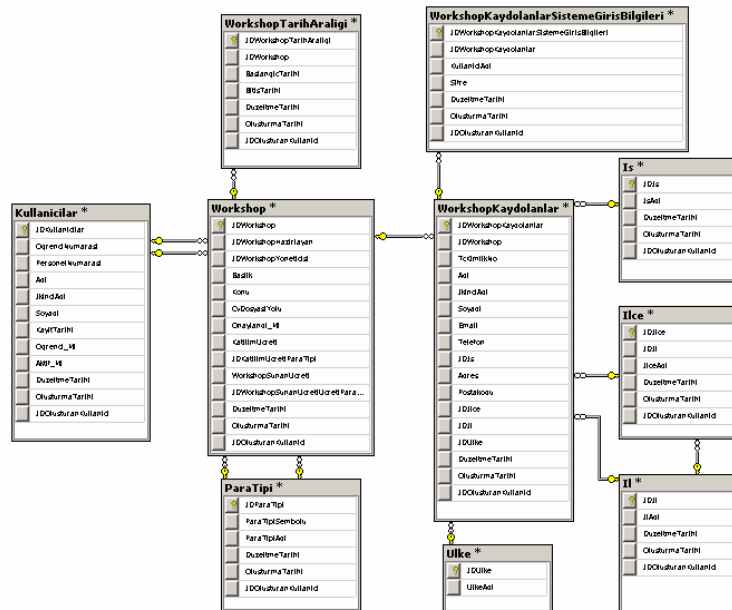 WorkshopTarihAraligi *
IDWorkshopTarihAraligi
IDWorkshop
BaslangicTarihi
BitisTarihi
DuzeltmeTarihi
OlusturmaTarihi
IDOlusturanKullanici
WorkshopKaydolanlarSistemeGirisBilgileri *
IDWorkshopKaydolanlarSistemeGirisBilgileri
IDWorkshopKaydolanlar
KullaniciAdi
Sifre
DuzeltmeTarihi
OlusturmaTarihi
IDOlusturanKullanici
Kullanicilar *
IDKullanicilar
OgrenciNumarasi
PersonelNumarasi
Adi
IkinciAdi
Soyadi
KayitTarihi
Ogrenci_Mi
Aktif_Mi
DuzeltmeTarihi
OlusturmaTarihi
IDOlusturanKullanici
Workshop *
IDWorkshop
IDWorkshopHazirlayan
IDWorkshopYoneticisi
Baslik
Konu
CvDosyasiYolu
Onaylandi_Mi
KatilimUcreti
IDKatilimUcretiParaTipi
WorkshopSunanUcreti
IDWorkshopSunanUcretiUcretiPara...
DuzeltmeTarihi
OlusturmaTarihi
IDOlusturanKullanici
WorkshopKaydolanlar *
IDWorkshopKaydolanlar
IDWorkshop
TcKimlikNo
Adi
IkinciAdi
Soyadi
Email
Telefon
IDIs
Adres
PostaKodu
IDIlce
IDIl
IDUlke
DuzeltmeTarihi
OlusturmaTarihi
IDOlusturanKullanici
Is *
IDIs
IsAdi
DuzeltmeTarihi
OlusturmaTarihi
IDOlusturanKullanici
Ilce *
IDIlce
IDIl
IlceAdi
DuzeltmeTarihi
OlusturmaTarihi
IDOlusturanKullanici
ParaTipi *
IDParaTipi
ParaTipiSembolu
ParaTipiAdi
DuzeltmeTarihi
OlusturmaTarihi
IDOlusturanKullanici
Ulke *
IDUlke
UlkeAdi
Il *
IDIl
IlAdi
DuzeltmeTarihi
OlusturmaTarihi
IDOlusturanKullanici